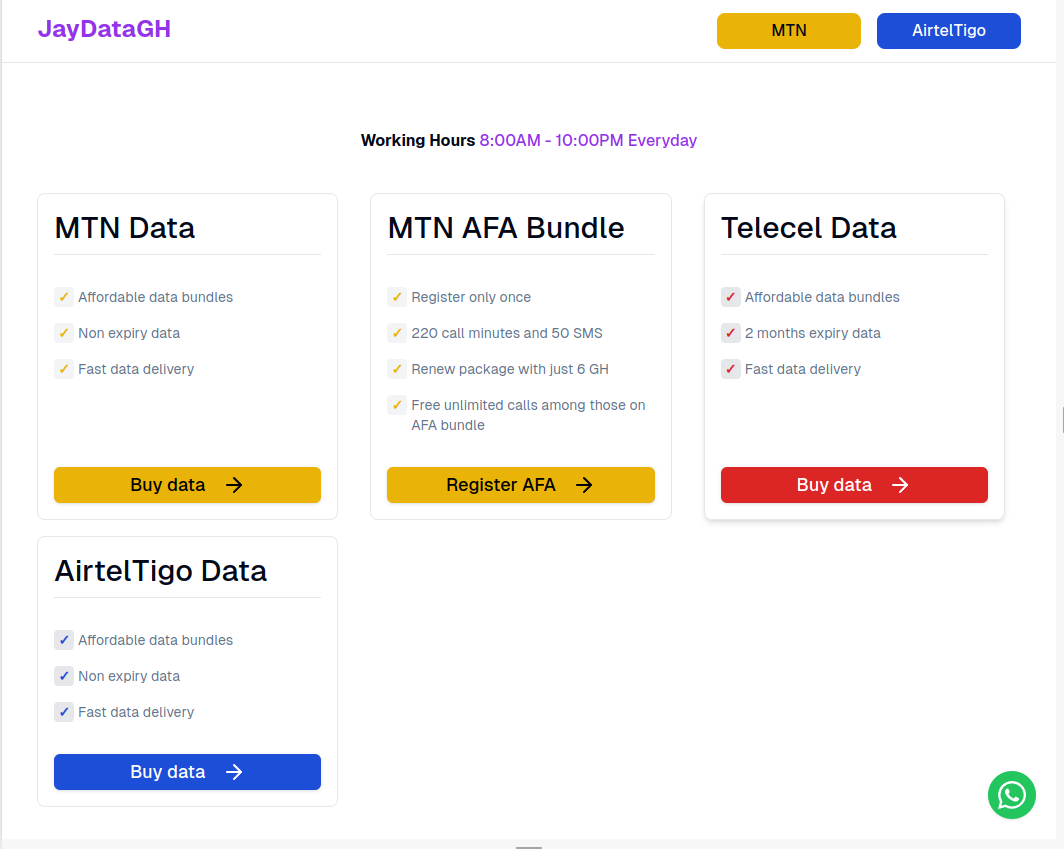 JayDataGH
MTN
AirtelTigo
Working Hours 8:00AM - 10:00PM Everyday
MTN Data
Affordable data bundles
Non expiry data
Fast data delivery
Buy data
MTN AFA Bundle
Register only once
220 call minutes and 50 SMS
Renew package with just 6 GH
Free unlimited calls among those on
AFA bundle
Register AFA
Telecel Data
Affordable data bundles
2 months expiry data
Fast data delivery
Buy data
AirtelTigo Data
Affordable data bundles
Non expiry data
Fast data delivery
Buy data